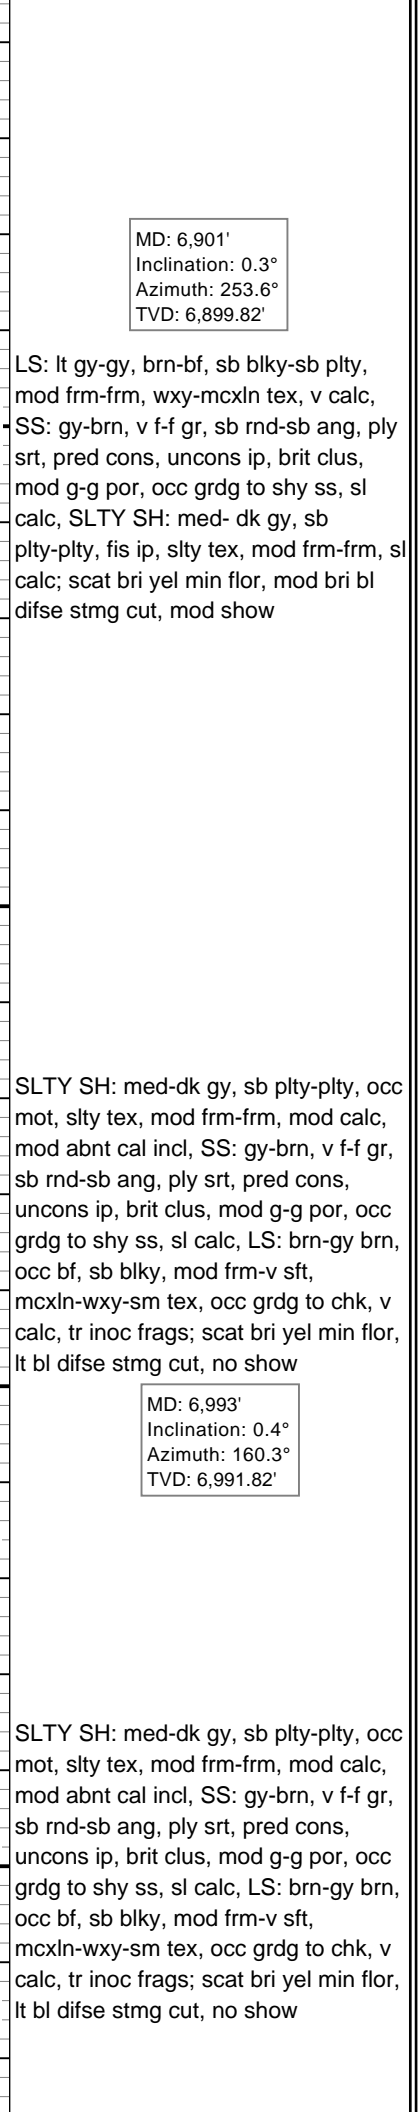 MD: 6,901'
Inclination: 0.3°
Azimuth: 253.6°
TVD: 6,899.82'
LS: lt gy-gy, brn-bf, sb blky-sb plty,
mod frm-frm, wxy-mcxln tex, v calc,
SS: gy-brn, v f-f gr, sb rnd-sb ang, ply
srt, pred cons, uncons ip, brit clus,
mod g-g por, occ grdg to shy ss, sl
calc, SLTY SH: med- dk gy, sb
plty-plty, fis ip, slty tex, mod frm-frm, sl
calc; scat bri yel min flor, mod bri bl
difse stmg cut, mod show
SLTY SH: med-dk gy, sb plty-plty, occ
mot, slty tex, mod frm-frm, mod calc,
mod abnt cal incl, SS: gy-brn, v f-f gr,
sb rnd-sb ang, ply srt, pred cons,
uncons ip, brit clus, mod g-g por, occ
grdg to shy ss, sl calc, LS: brn-gy brn,
occ bf, sb blky, mod frm-v sft,
mcxln-wxy-sm tex, occ grdg to chk, v
calc, tr inoc frags; scat bri yel min flor,
lt bl difse stmg cut, no show
MD: 6,993'
Inclination: 0.4°
Azimuth: 160.3°
TVD: 6,991.82'
SLTY SH: med-dk gy, sb plty-plty, occ
mot, slty tex, mod frm-frm, mod calc,
mod abnt cal incl, SS: gy-brn, v f-f gr,
sb rnd-sb ang, ply srt, pred cons,
uncons ip, brit clus, mod g-g por, occ
grdg to shy ss, sl calc, LS: brn-gy brn,
occ bf, sb blky, mod frm-v sft,
mcxln-wxy-sm tex, occ grdg to chk, v
calc, tr inoc frags; scat bri yel min flor,
lt bl difse stmg cut, no show